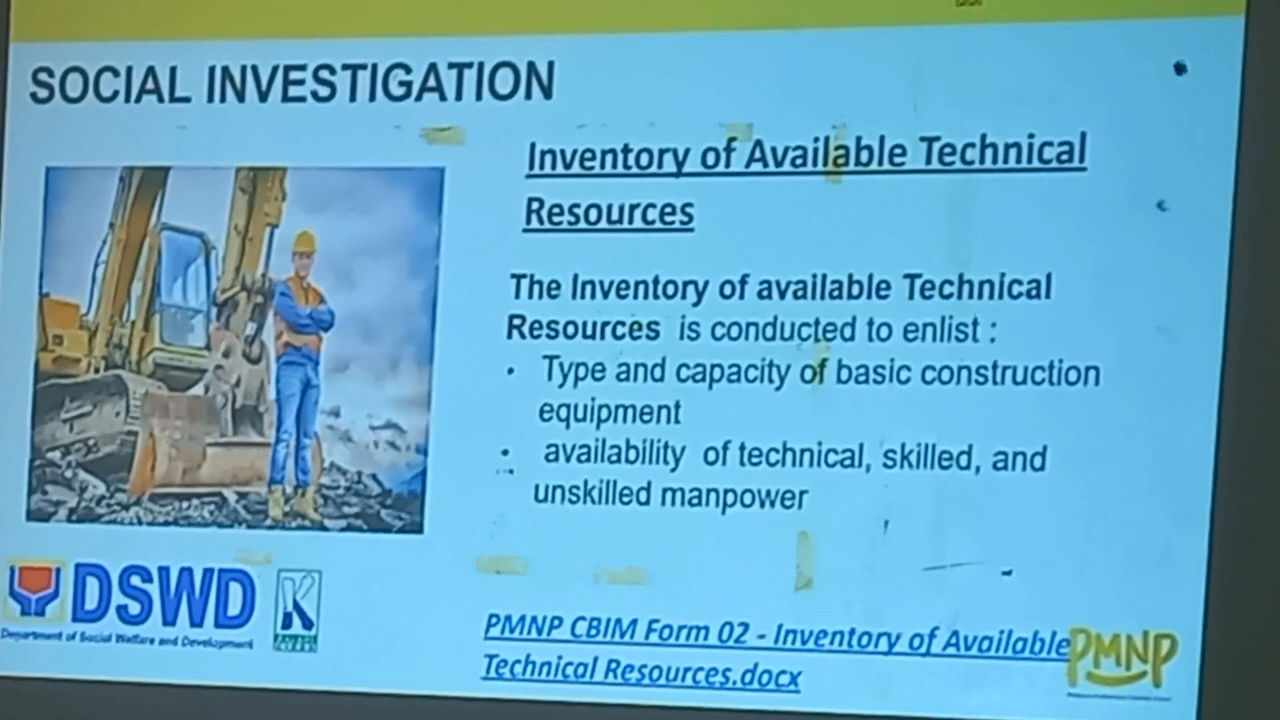 SOCIAL INVESTIGATION
Inventory of Available Technical
Resources
The Inventory of available Technical
Resources is conducted to enlist :
· Type and capacity of basic construction
equipment
· availability of technical, skilled, and
unskilled manpower
DSWD
Department of Social Welfare and Development
K
PMNP CBIM Form 02 - Inventory of Available
Technical Resources.docx
PMNP